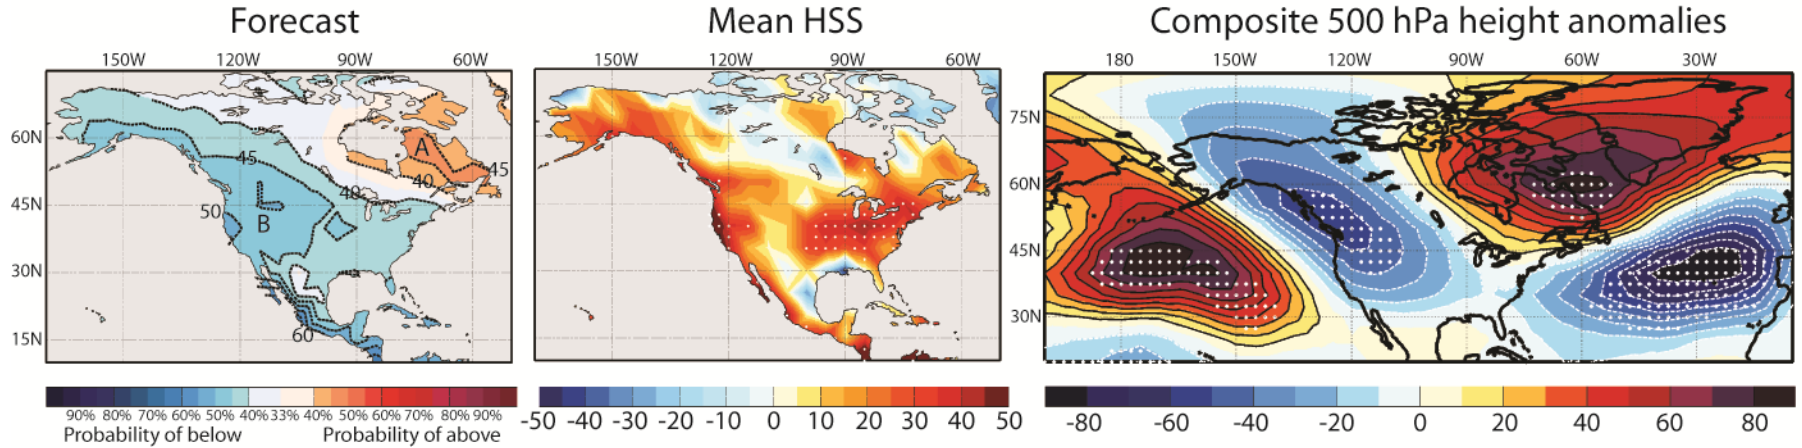 Forecast
150W 120W 90W 60W
60N
45N
30N
15N
45
A
45
40
40
50
B
60
90% 80% 70% 60% 50% 40% 33% 40% 50% 60% 70% 80% 90%
Probability of below Probability of above
Mean HSS
150W 120W 90W 60W
-50 -40 -30 -20 -10 0 10 20 30 40 50
Composite 500 hPa height anomalies
180 150W 120W 90W 60W 30W
75N
60N
45N
30N
-80 -60 -40 -20 0 20 40 60 80